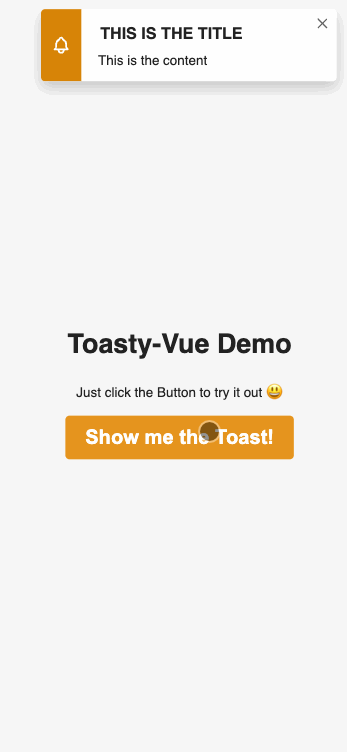 THIS IS THE TITLE
This is the content
Toasty-Vue Demo
Just click the Button to try it out 😃
Show me the Toast!